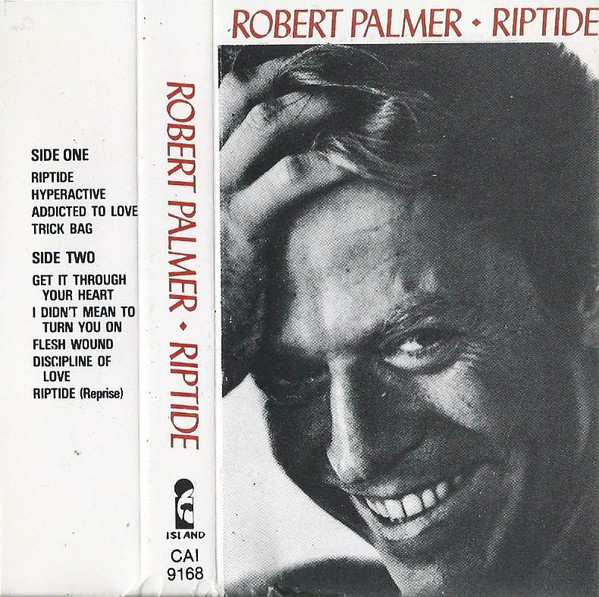 SIDE ONE
RIPTIDE
HYPERACTIVE
ADDICTED TO LOVE
TRICK BAG
SIDE TWO
GET IT THROUGH
YOUR HEART
I DIDN'T MEAN TO
TURN YOU ON
FLESH WOUND
DISCIPLINE OF
LOVE
RIPTIDE (Reprise)
ROBERT PALMER • RIPTIDE
ISLAND
CAI
9168
ROBERT PALMER • RIPTIDE